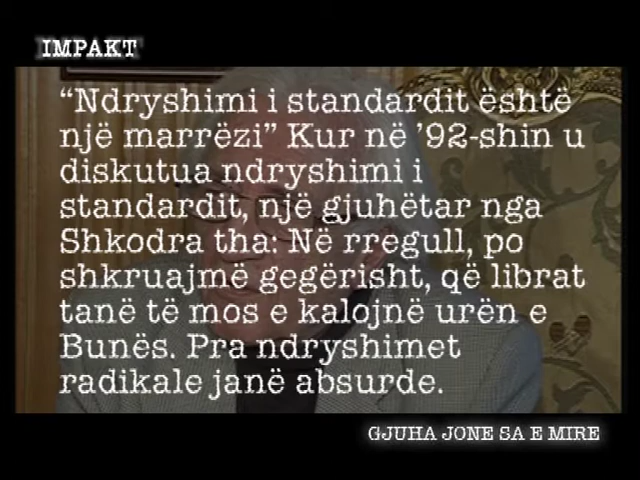 IMPAKT
“Ndryshimi i standardit është
një marrëzi” Kur në ’92-shin u
diskutua ndryshimi i
standardit, një gjuhëtar nga
Shkodra tha: Në rregull, po
shkruajmë gegërisht, që librat
tanë të mos e kalojnë urën e
Bunës. Pra ndryshimet
radikale janë absurde.
GJUHA JONE SA E MIRE